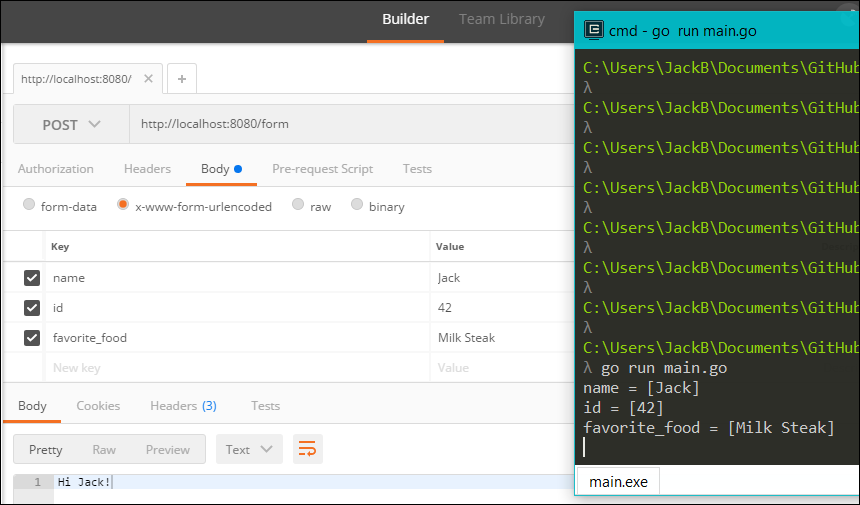 Builder
Team Library
http://localhost:8080/
POST
http://localhost:8080/form
Authorization
Headers
Body
Pre-request Script
Tests
form-data
x-www-form-urlencoded
raw
binary
Key
Value
name
Jack
id
42
favorite_food
Milk Steak
New key
Value
Body
Cookies
Headers (3)
Tests
Pretty
Raw
Preview
Text
1
Hi Jack!
cmd - go  run main.go
C:\Users\JackB\Documents\GitHub
λ
C:\Users\JackB\Documents\GitHub
λ
C:\Users\JackB\Documents\GitHub
λ
C:\Users\JackB\Documents\GitHub
λ
C:\Users\JackB\Documents\GitHub
λ
C:\Users\JackB\Documents\GitHub
λ
C:\Users\JackB\Documents\GitHub
λ
C:\Users\JackB\Documents\GitHub
λ go run main.go
name = [Jack]
id = [42]
favorite_food = [Milk Steak]
main.exe